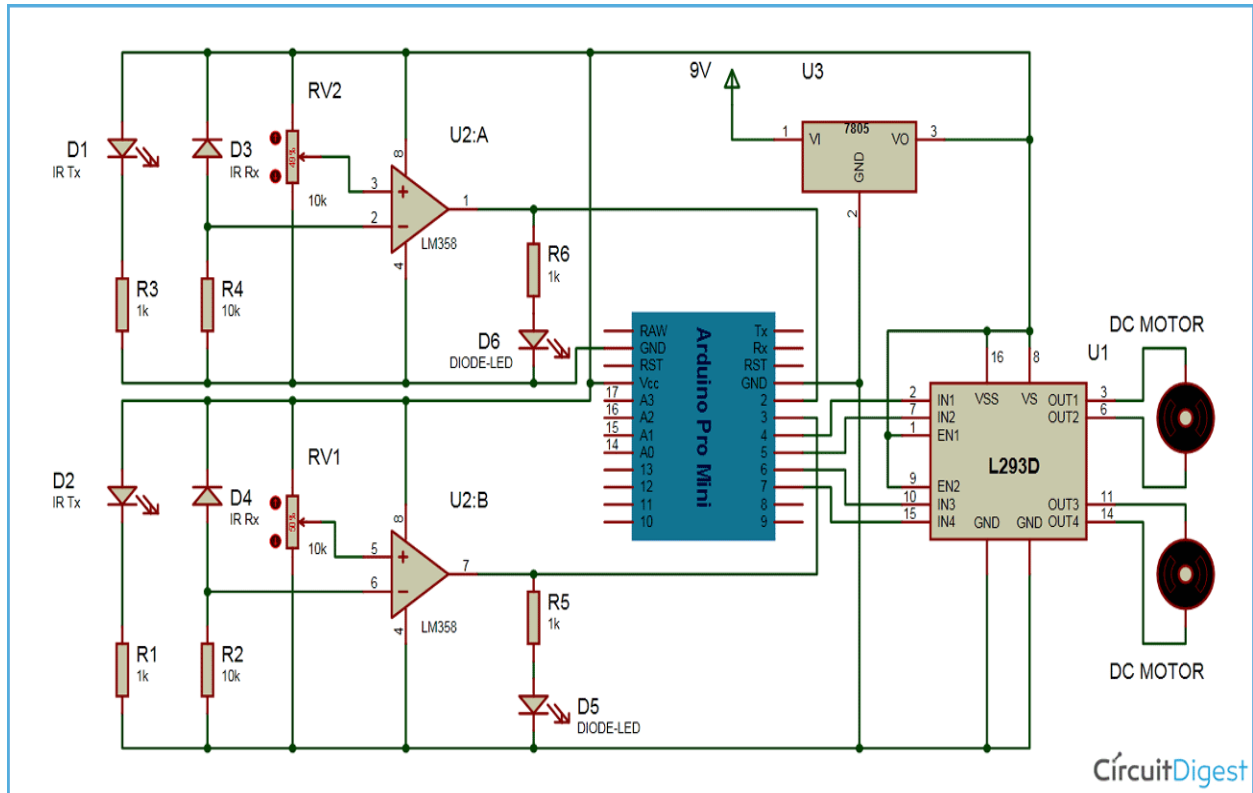 9V
U3
7805
1
VI
VO
3
GND
2
RV2
49%
10k
D1
IR Tx
D3
IR Rx
U2:A
8
3
2
1
4
LM358
R3
1k
R4
10k
R6
1k
D6
DIODE-LED
Arduino Pro Mini
RAW
GND
RST
Vcc
17 A3
16 A2
15 A1
14 A0
13
12
11
10
Tx
Rx
RST
GND
2
3
4
5
6
7
8
9
DC MOTOR
U1
16
8
VSS
VS
2 IN1
7 IN2
1 EN1
9 EN2
10 IN3
15 IN4
OUT1 3
OUT2 6
L293D
OUT3 11
OUT4 14
GND
GND
DC MOTOR
RV1
50%
10k
D2
IR Tx
D4
IR Rx
U2:B
8
5
6
7
4
LM358
R1
1k
R2
10k
R5
1k
D5
DIODE-LED
CircuitDigest